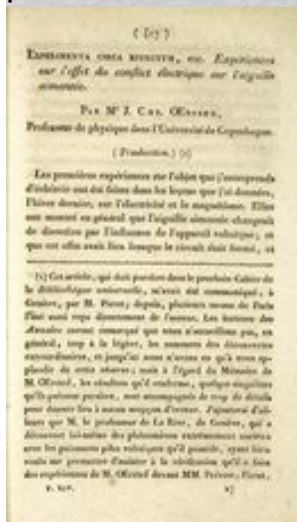 ( 417 )
EXPERIMENTA CIRCA EFFECTUM, etc. Expériences
sur l'effet du conflict électrique sur l'aiguille
aimantée.
PAR Mr J. CHR. ŒRSTED,
Professeur de physique dans l'Université de Copenhague.
(Traduction.) (1)
Les premières expériences sur l'objet que j'entreprends
d'éclaircir ont été faites dans les leçons que j'ai données,
l'hiver dernier, sur l'électricité et le magnétisme. Elles
ont montré en général que l'aiguille aimantée changeait
de direction par l'influence de l'appareil voltaïque; et
que cet effet avait lieu lorsque le circuit était formé, et
(1) Cet article, qui doit paraître dans le prochain Cahier de
la Bibliothèque universelle, m'avait été communiqué, à
Genève, par M. Pictet; depuis, plusieurs savans de Paris
l'ont aussi reçu directement de l'auteur. Les lecteurs des
Annales auront remarqué que nous n'accueillons pas, en
général, trop à la légère, les annonces des découvertes
extraordinaires, et jusqu'ici nous n'avons eu qu'à nous ap-
plaudir de cette réserve; mais à l'égard du Mémoire de
M. Œrsted, les résultats qu'il renferme, quelque singuliers
qu'ils puissent paraître, sont accompagnés de trop de détails
pour donner lieu à aucun soupçon d'erreur. J'ajouterai d'ail-
leurs que M. le professeur de La Rive, de Genève, qui a
découvert lui-même des phénomènes extrêmement curieux
avec les puissantes piles voltaïques qu'il possède, ayant bien
voulu me permettre d'assister à la vérification qu'il a faite
des expériences de M. Œrsted devant MM. Prévost, Pictet,
T. XIV. 27